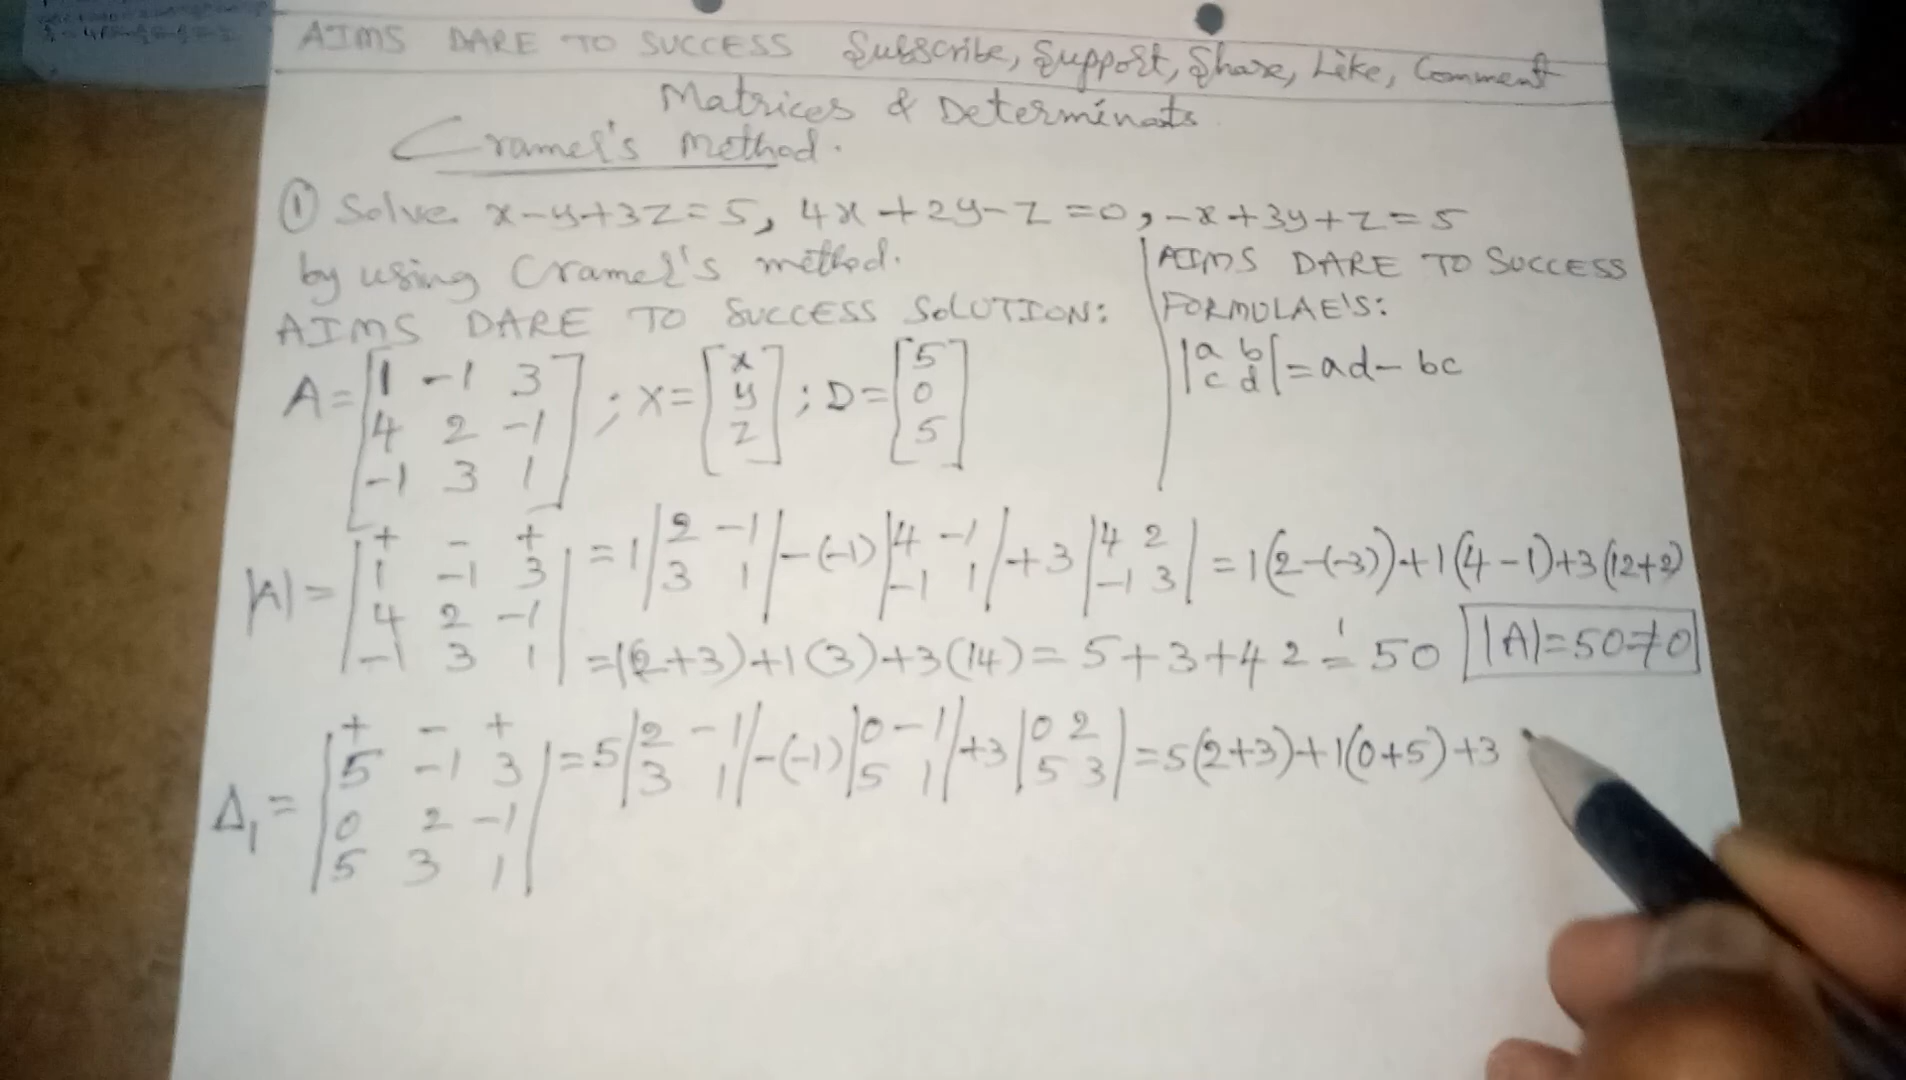 AIMS DARE TO SUCCESS Subscribe, Support, Share, Like, Comment
Matrices & Determinats
Cramer's Method.
① Solve x-y+3z=5, 4x+2y-z=0, -x+3y+z=5
by using Cramer's method.
AIMS DARE TO SUCCESS SOLUTION:
AIMS DARE TO SUCCESS
FORMULAE'S:
|a b| = ad - bc
|c d|
A = [1 -1 3] ; X = [x] ; D = [5]
[4 2 -1] [y] [0]
[-1 3 1] [z] [5]
+ - +
|A| = |1 -1 3| = 1|2 -1| -(-1)|4 -1| +3|4 2| = 1(2-(-3))+1(4-1)+3(12+2)
|4 2 -1| |3 1| |-1 1| |-1 3|
|-1 3 1| =1(2+3)+1(3)+3(14) = 5+3+42 = 50 |A|=50≠0
+ - +
Δ₁ = |5 -1 3| = 5|2 -1| -(-1)|0 -1| +3|0 2| = 5(2+3)+1(0+5)+3
|0 2 -1| |3 1| |5 1| |5 3|
|5 3 1|